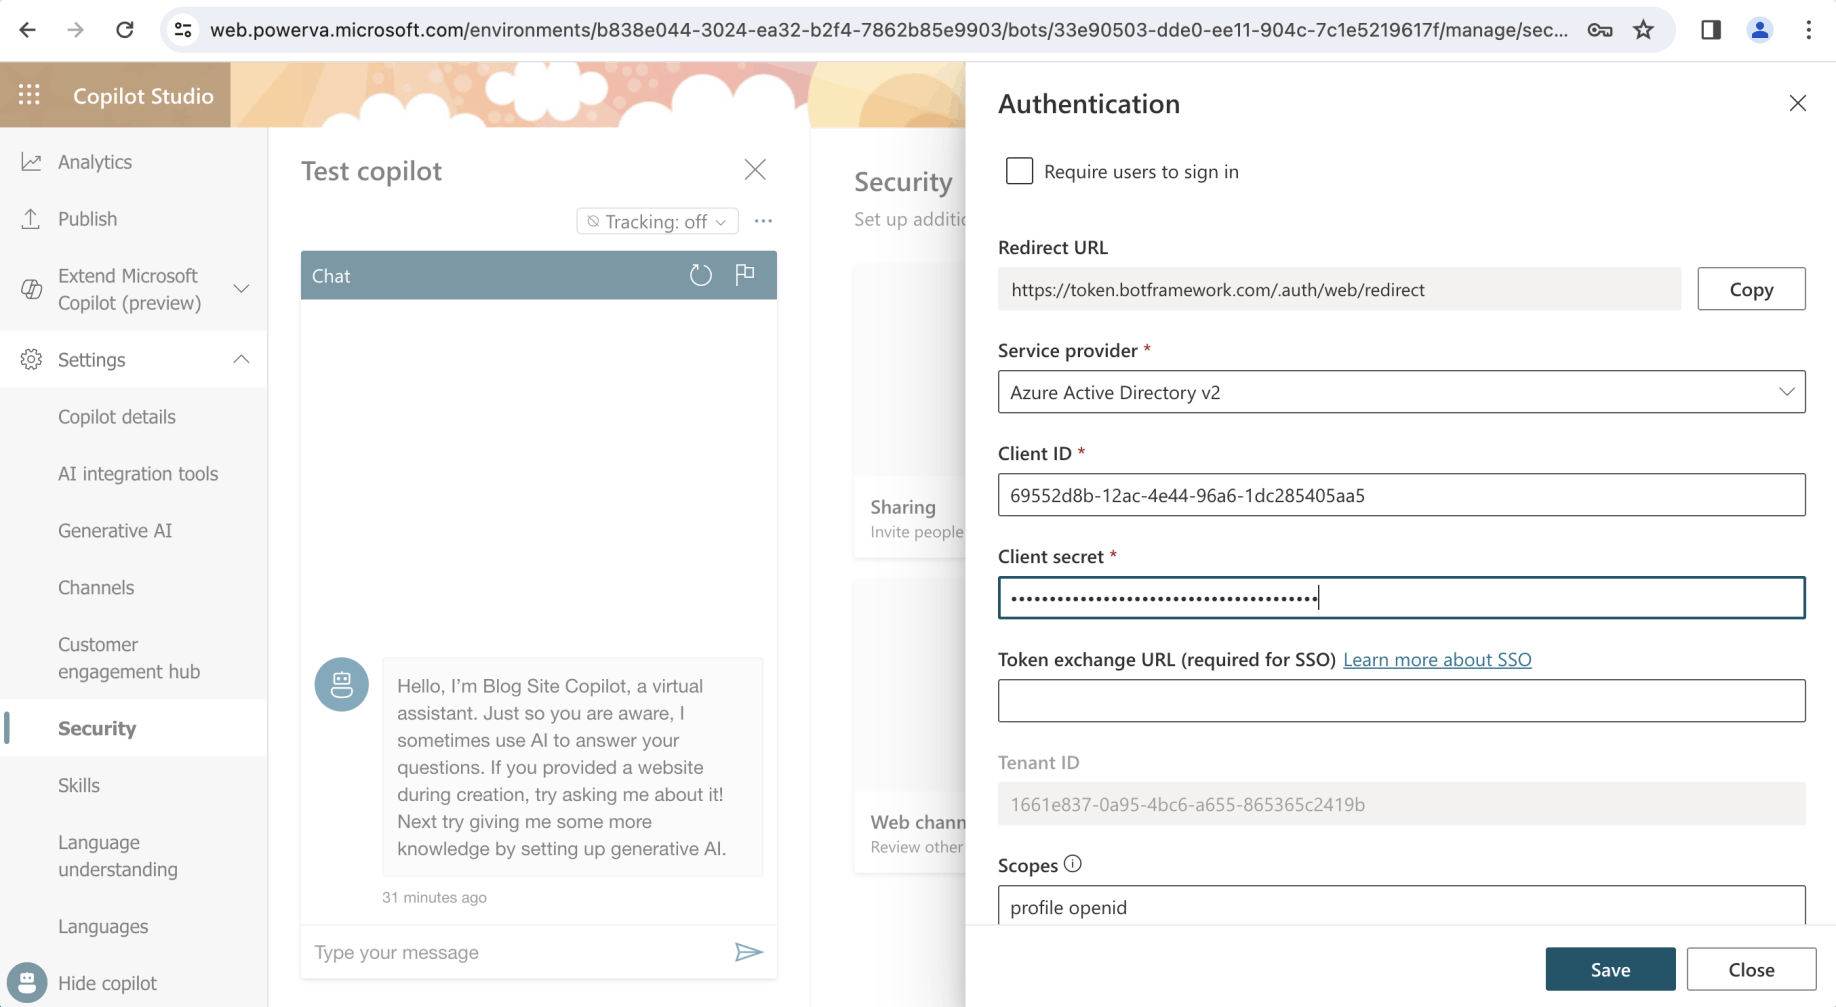 web.powerva.microsoft.com/environments/b838e044-3024-ea32-b2f4-7862b85e9903/bots/33e90503-dde0-ee11-904c-7c1e5219617f/manage/sec...
Copilot Studio
Analytics
Publish
Extend Microsoft
Copilot (preview)
Settings
Copilot details
AI integration tools
Generative AI
Channels
Customer
engagement hub
Security
Skills
Language
understanding
Languages
Hide copilot
Test copilot
Tracking: off
Chat
Hello, I’m Blog Site Copilot, a virtual
assistant. Just so you are aware, I
sometimes use AI to answer your
questions. If you provided a website
during creation, try asking me about it!
Next try giving me some more
knowledge by setting up generative AI.
31 minutes ago
Type your message
Security
Set up additic
Sharing
Invite people
Web chann
Review other
Authentication
Require users to sign in
Redirect URL
https://token.botframework.com/.auth/web/redirect
Copy
Service provider *
Azure Active Directory v2
Client ID *
69552d8b-12ac-4e44-96a6-1dc285405aa5
Client secret *
••••••••••••••••••••••••••••••••••••••••
Token exchange URL (required for SSO) Learn more about SSO
Tenant ID
1661e837-0a95-4bc6-a655-865365c2419b
Scopes
profile openid
Save
Close